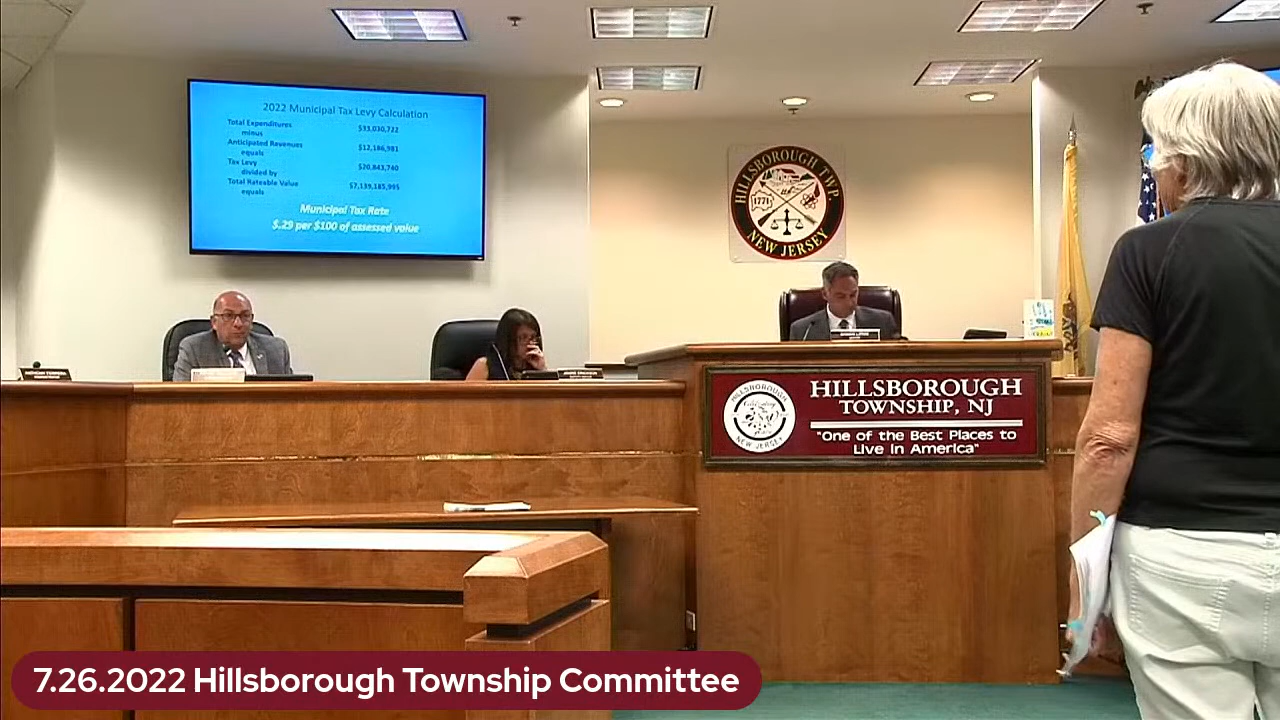 2022 Municipal Tax Levy Calculation
Total Expenditures $33,030,722
minus
Anticipated Revenues $12,186,981
equals
Tax Levy $20,843,740
divided by
Total Rateable Value $7,139,185,995
equals
Municipal Tax Rate
$.29 per $100 of assessed value
HILLSBOROUGH TWP.
1771
NEW JERSEY
HILLSBOROUGH
NEW JERSEY
HILLSBOROUGH
TOWNSHIP, NJ
"One of the Best Places to
Live in America"
7.26.2022 Hillsborough Township Committee